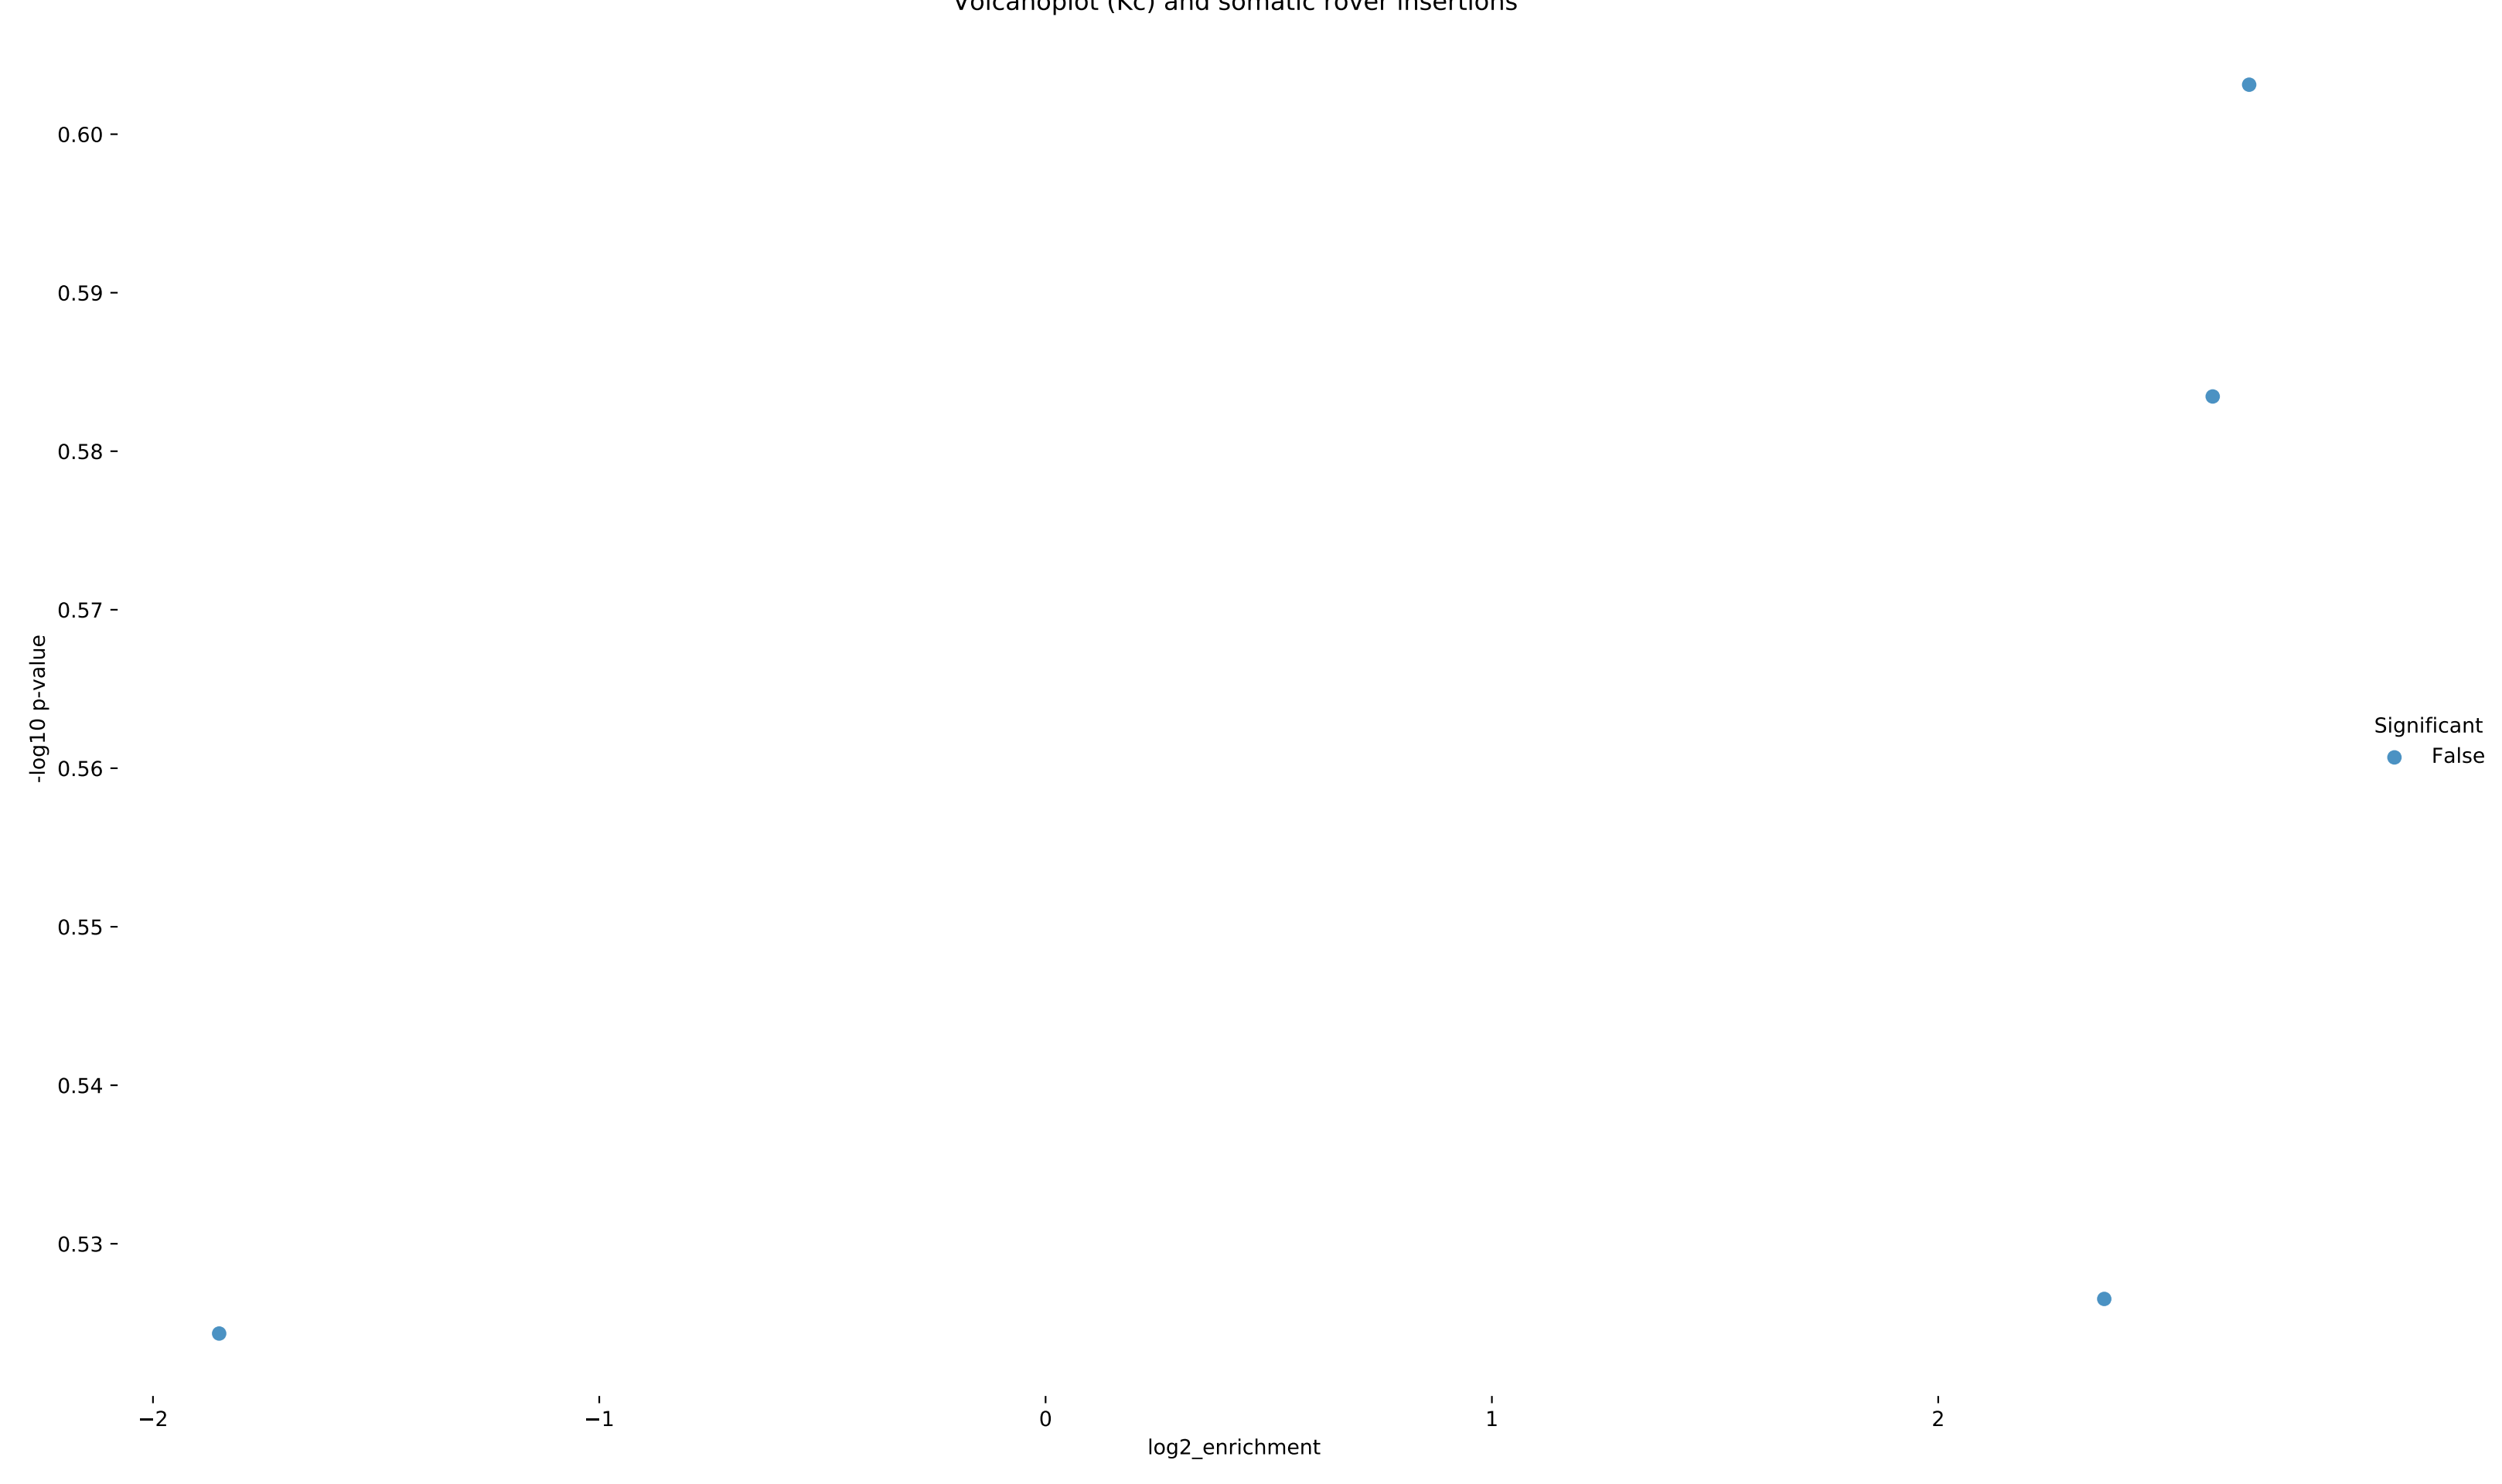 Volcanoplot (Kc) and somatic rover insertions
0.60
0.59
0.58
0.57
0.56
0.55
0.54
0.53
-log10 p-value
−2 −1 0 1 2
log2_enrichment
Significant
False